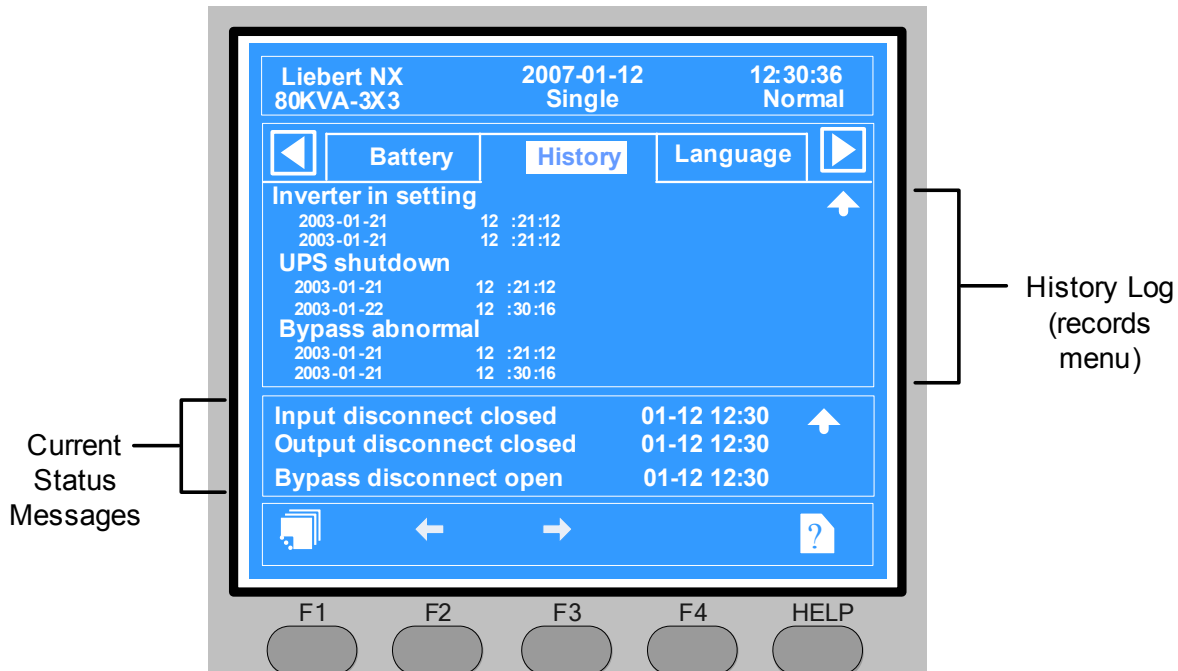 Liebert NX 2007-01-12 12:30:36
80KVA-3X3 Single Normal
Battery History Language
Inverter in setting
2003-01-21 12 :21:12
2003-01-21 12 :21:12
UPS shutdown
2003-01-21 12 :21:12
2003-01-22 12 :30:16
Bypass abnormal
2003-01-21 12 :21:12
2003-01-21 12 :30:16
History Log
(records
menu)
Input disconnect closed 01-12 12:30
Output disconnect closed 01-12 12:30
Bypass disconnect open 01-12 12:30
Current
Status
Messages
?
F1 F2 F3 F4 HELP